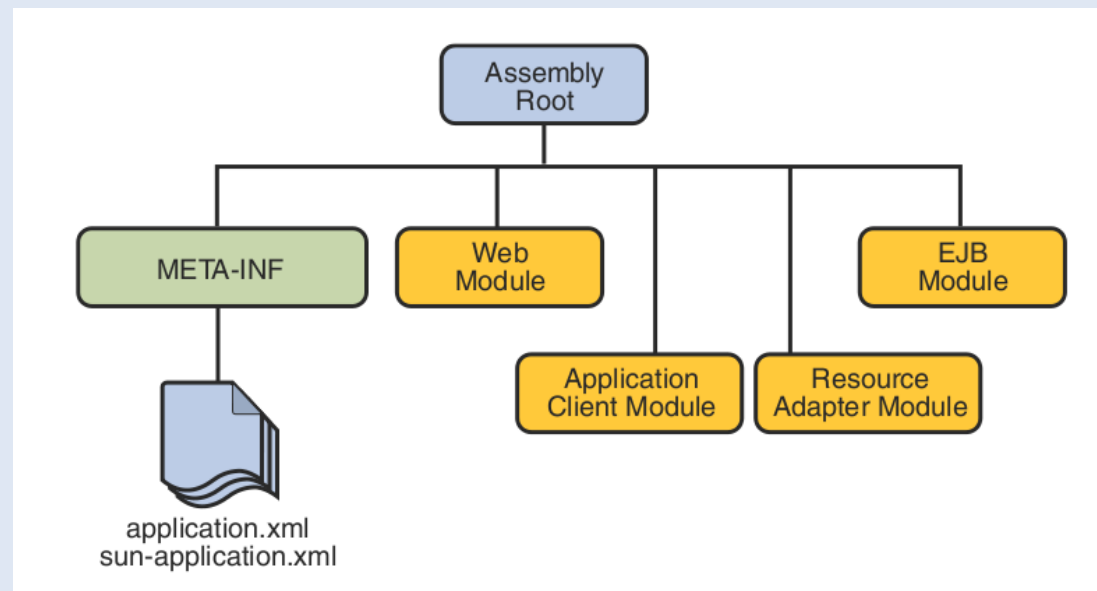 Assembly
Root
META-INF
Web
Module
EJB
Module
Application
Client Module
Resource
Adapter Module
application.xml
sun-application.xml